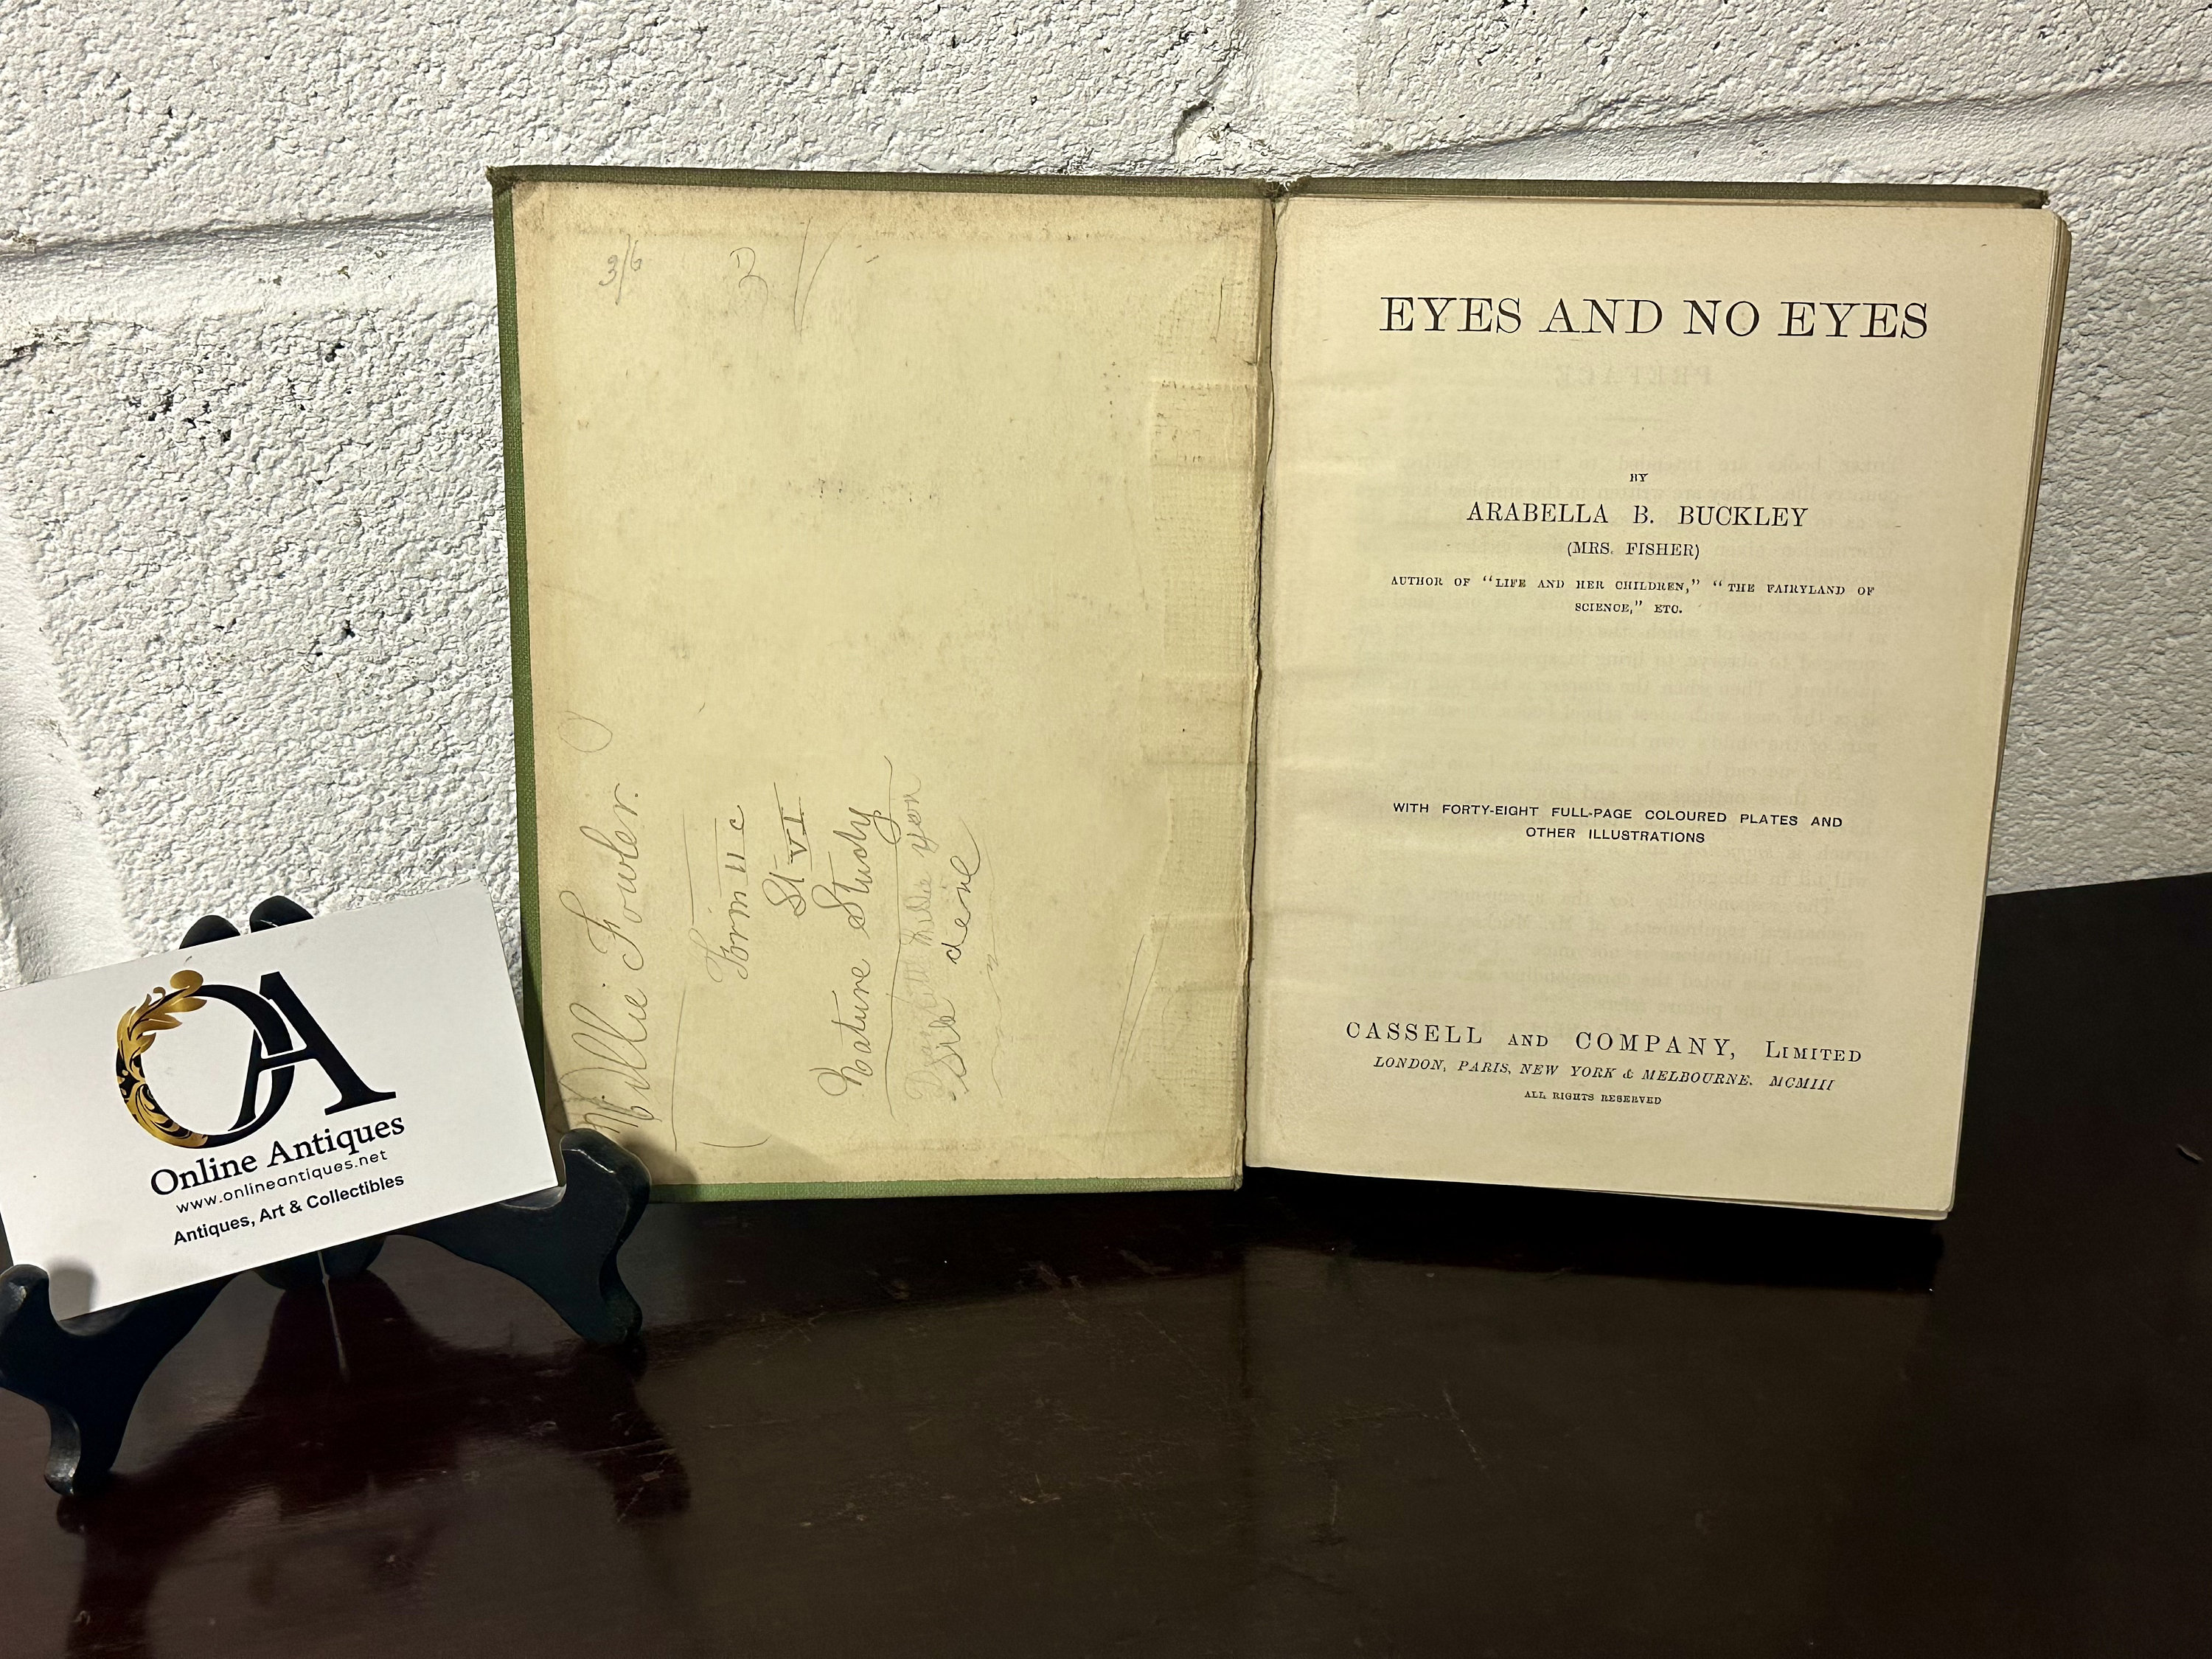 3/6
Millie Fowler.
Form II c
St VI
Nature Study
Millie
EYES AND NO EYES
BY
ARABELLA B. BUCKLEY
(MRS. FISHER)
AUTHOR OF "LIFE AND HER CHILDREN," "THE FAIRYLAND OF
SCIENCE," ETC.
WITH FORTY-EIGHT FULL-PAGE COLOURED PLATES AND
OTHER ILLUSTRATIONS
CASSELL AND COMPANY, LIMITED
LONDON, PARIS, NEW YORK & MELBOURNE. MCMIII
ALL RIGHTS RESERVED
OA
Online Antiques
www.onlineantiques.net
Antiques, Art & Collectibles